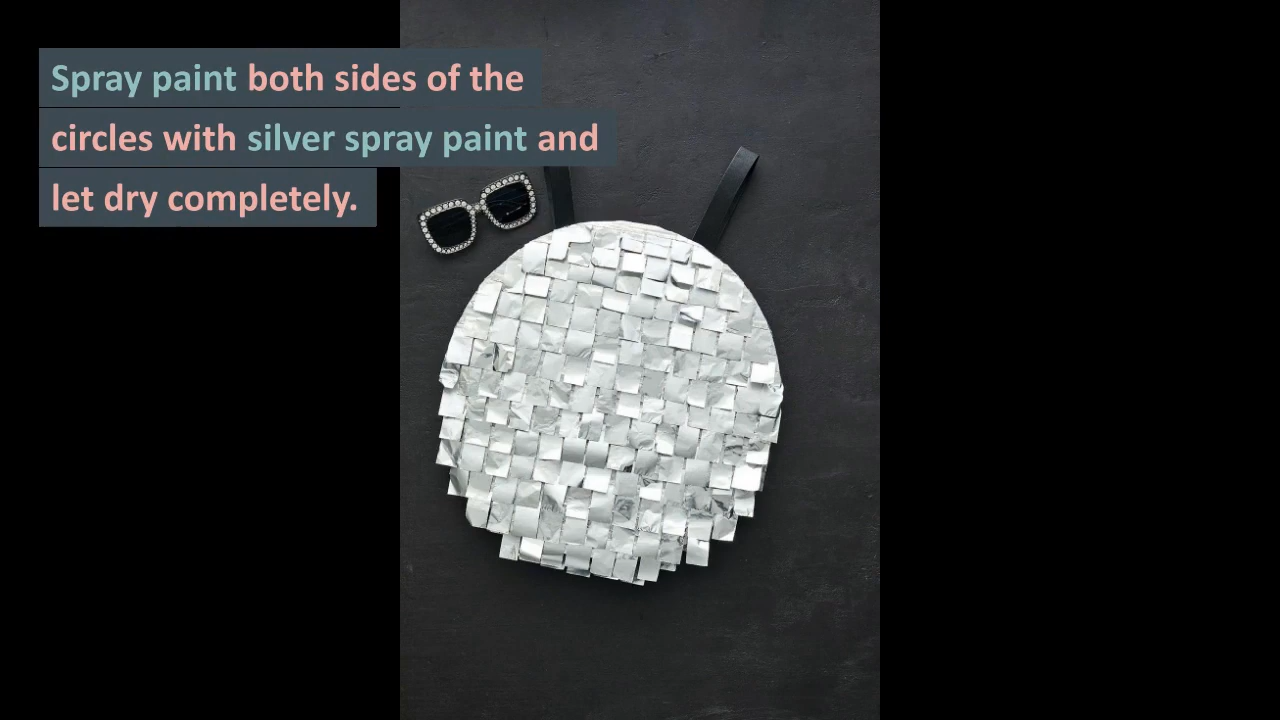 Spray paint both sides of the
circles with silver spray paint and
let dry completely.